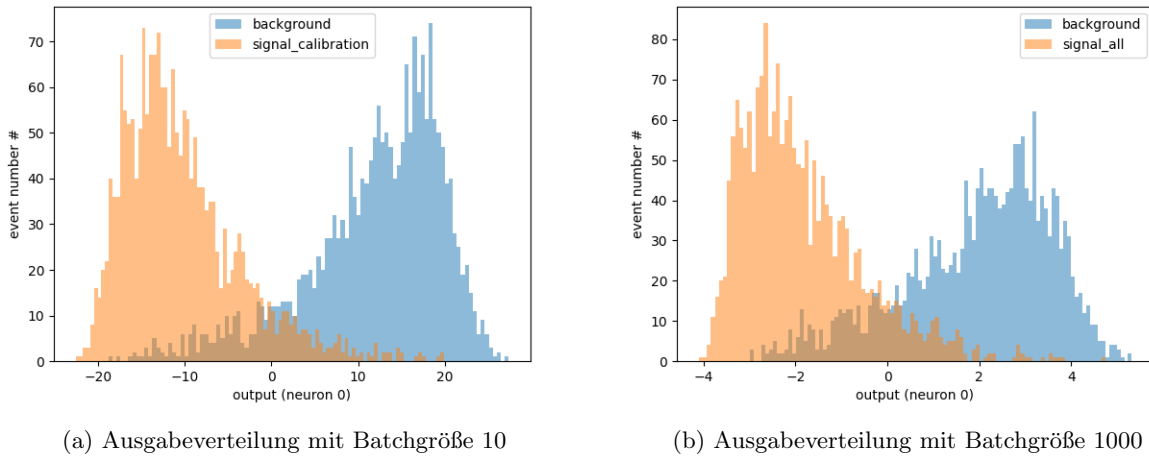 background
signal_calibration
70
60
50
40
30
20
10
0
event number #
−20
−10
0
10
20
output (neuron 0)
(a) Ausgabeverteilung mit Batchgröße 10
background
signal_all
80
70
60
50
40
30
20
10
0
event number #
−4
−2
0
2
4
output (neuron 0)
(b) Ausgabeverteilung mit Batchgröße 1000